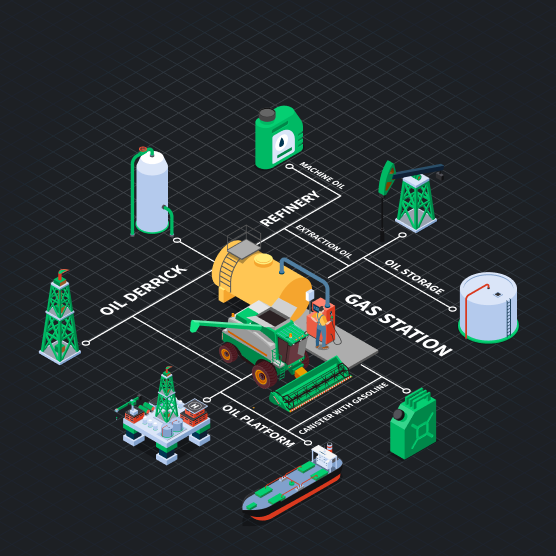 MACHINE OIL
REFINERY
EXTRACTION OIL
OIL STORAGE
OIL DERRICK
GAS STATION
CANISTER WITH GASOLINE
OIL PLATFORM
H